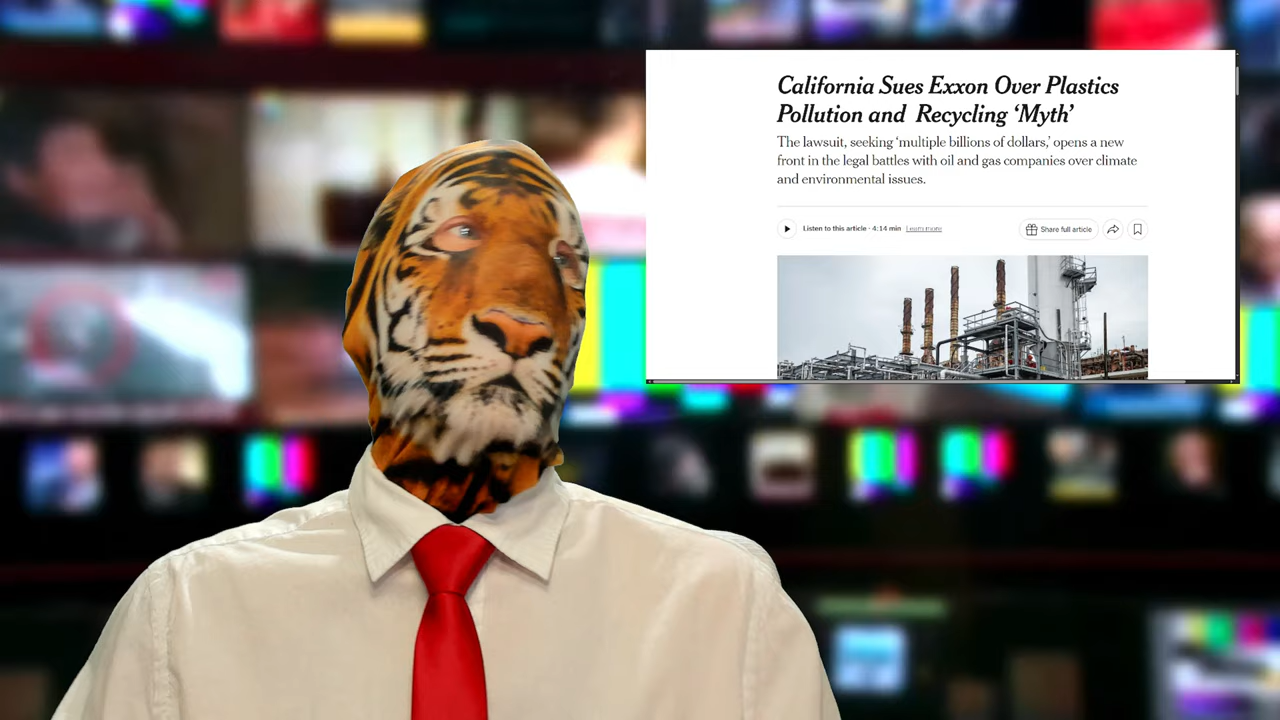 California Sues Exxon Over Plastics
Pollution and Recycling ‘Myth’
The lawsuit, seeking ‘multiple billions of dollars,’ opens a new
front in the legal battles with oil and gas companies over climate
and environmental issues.
Listen to this article · 4:14 min Learn more
Share full article